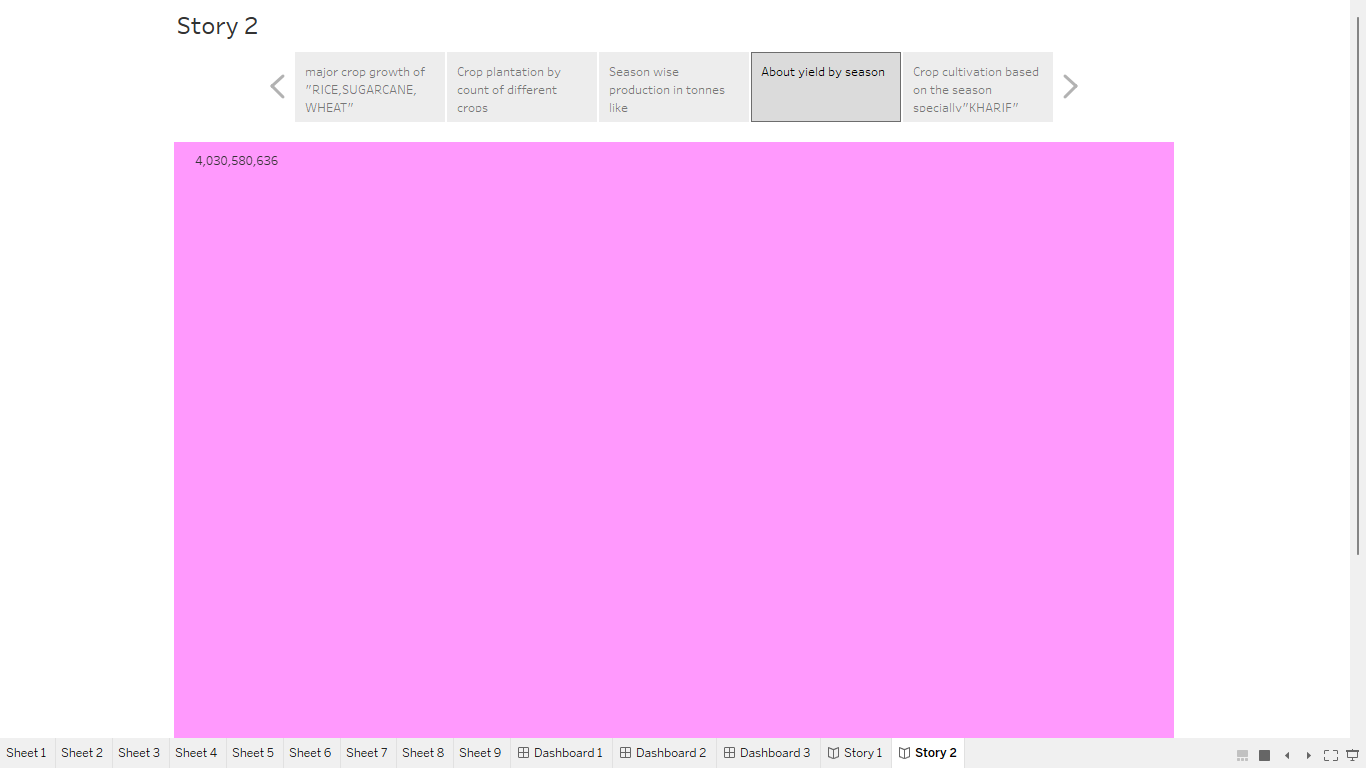 Story 2
major crop growth of
"RICE,SUGARCANE,
WHEAT"
Crop plantation by
count of different
crops
Season wise
production in tonnes
like
About yield by season
Crop cultivation based
on the season
specially"KHARIF"
4,030,580,636
Sheet 1
Sheet 2
Sheet 3
Sheet 4
Sheet 5
Sheet 6
Sheet 7
Sheet 8
Sheet 9
Dashboard 1
Dashboard 2
Dashboard 3
Story 1
Story 2